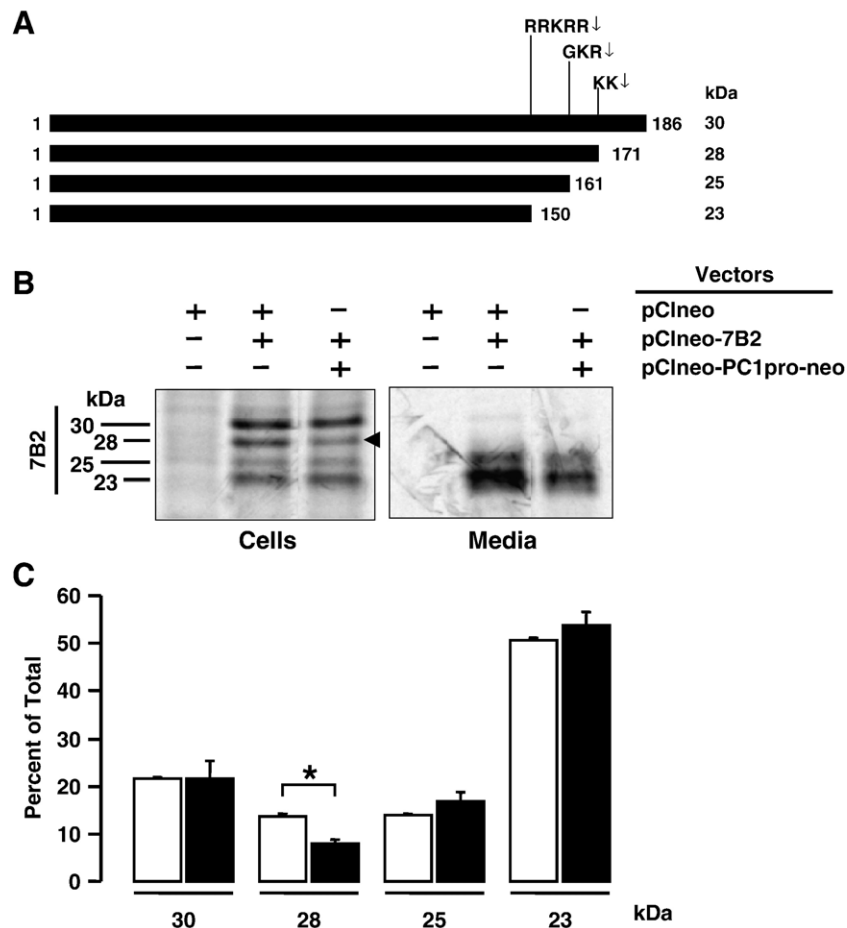 A
RRKRR↓
GKR↓
KK↓
kDa
1 186 30
1 171 28
1 161 25
1 150 23
B
Vectors
+ + − + + − pCIneo
− + + − + + pCIneo-7B2
− − + − − + pCIneo-PC1pro-neo
kDa
7B2
30
28
25
23
Cells Media
C
Percent of Total
60
50
40
30
20
10
0
*
30 28 25 23 kDa